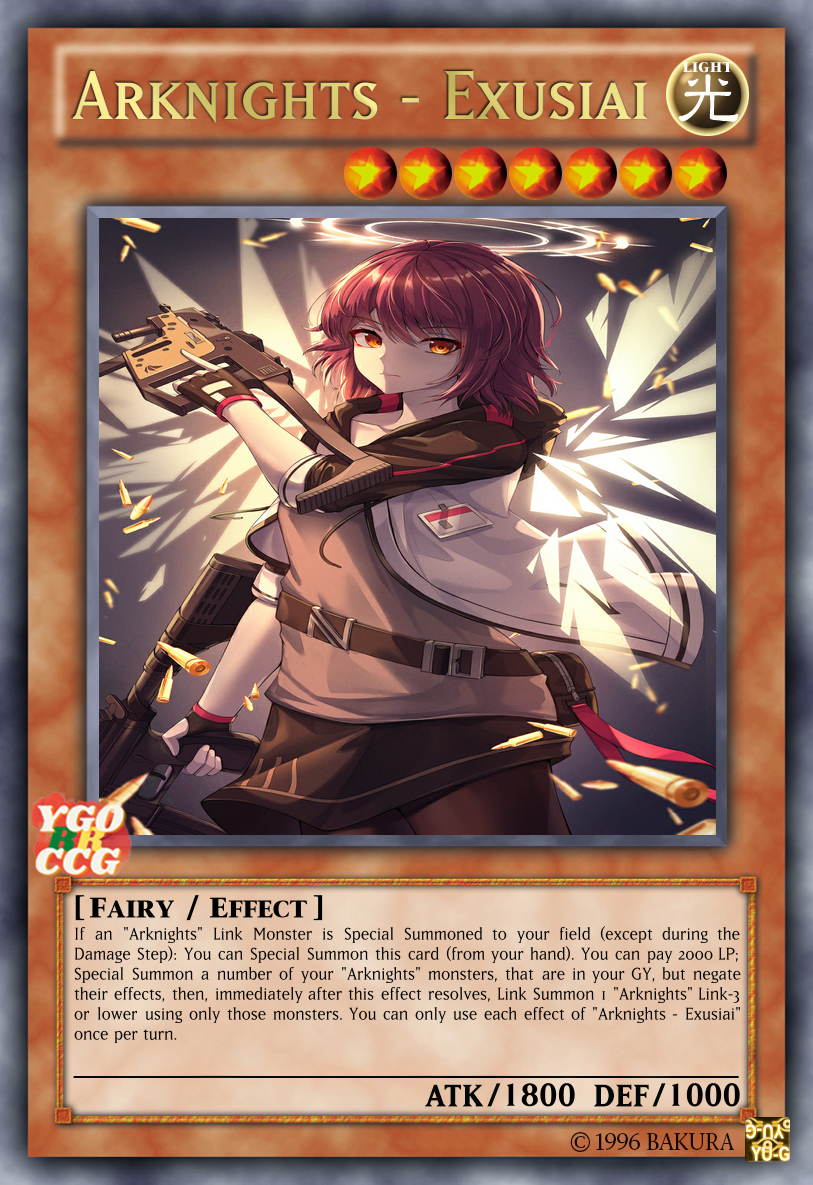 ARKNIGHTS - EXUSIAI
LIGHT
光
YGO
BR
CCG
[ FAIRY / EFFECT ]
If an "Arknights" Link Monster is Special Summoned to your field (except during the
Damage Step): You can Special Summon this card (from your hand). You can pay 2000 LP;
Special Summon a number of your "Arknights" monsters, that are in your GY, but negate
their effects, then, immediately after this effect resolves, Link Summon 1 "Arknights" Link-3
or lower using only those monsters. You can only use each effect of "Arknights - Exusiai"
once per turn.
ATK/1800 DEF/1000
© 1996 BAKURA
YU-G